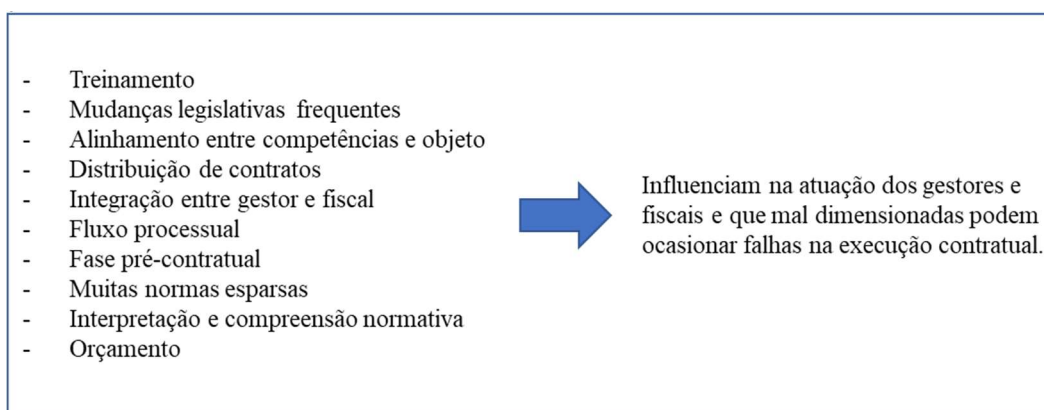 - Treinamento
- Mudanças legislativas frequentes
- Alinhamento entre competências e objeto
- Distribuição de contratos
- Integração entre gestor e fiscal
- Fluxo processual
- Fase pré-contratual
- Muitas normas esparsas
- Interpretação e compreensão normativa
- Orçamento
Influenciam na atuação dos gestores e
fiscais e que mal dimensionadas podem
ocasionar falhas na execução contratual.